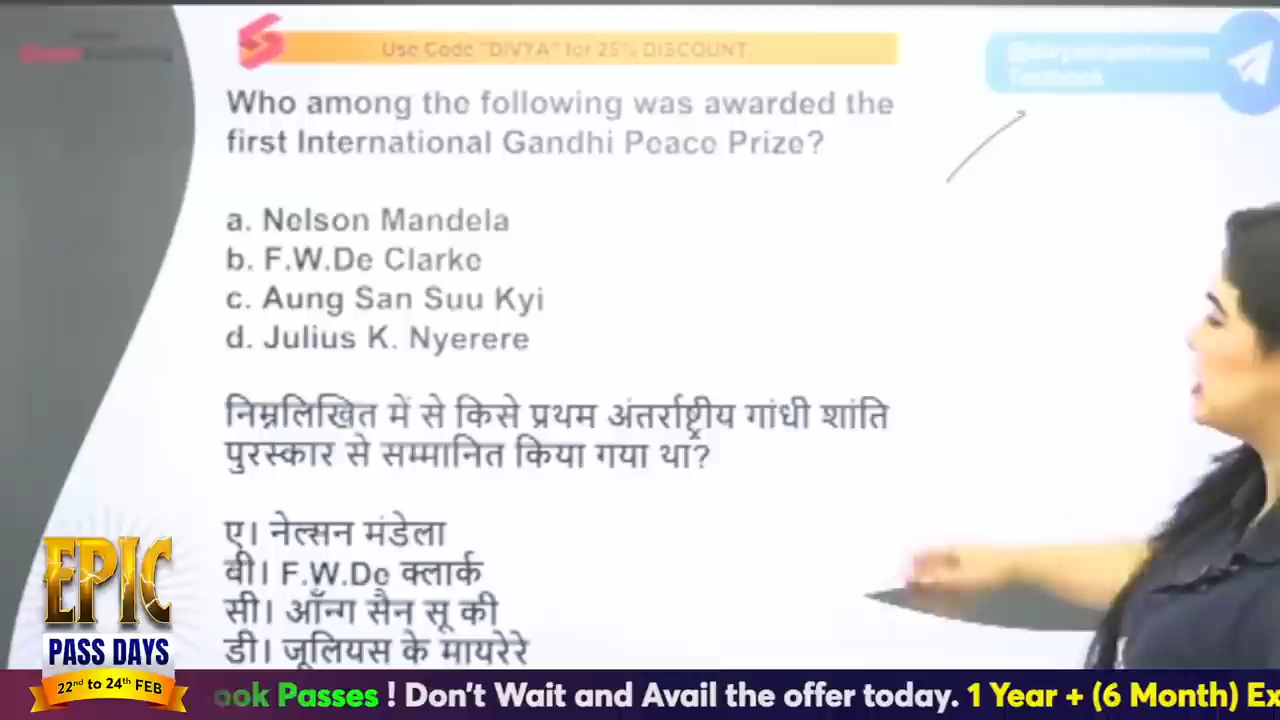 Use Code "DIVYA" for 25% DISCOUNT.
Testbook
Who among the following was awarded the
first International Gandhi Peace Prize?
a. Nelson Mandela
b. F.W.De Clarke
c. Aung San Suu Kyi
d. Julius K. Nyerere
निम्नलिखित में से किसे प्रथम अंतर्राष्ट्रीय गांधी शांति
पुरस्कार से सम्मानित किया गया था?
ए। नेल्सन मंडेला
बी। F.W.De क्लार्क
सी। ऑन्ग सैन सू की
डी। जूलियस के मायरेरे
EPIC
PASS DAYS
22nd to 24th FEB
ook Passes ! Don't Wait and Avail the offer today. 1 Year + (6 Month) Ex